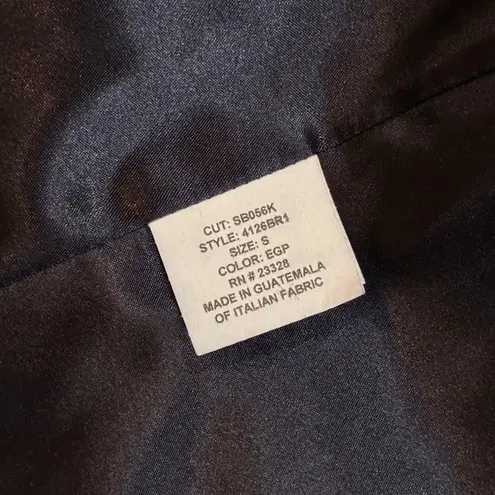 CUT: SB056K
STYLE: 4126BR1
SIZE: S
COLOR: EGP
RN # 23328
MADE IN GUATEMALA
OF ITALIAN FABRIC